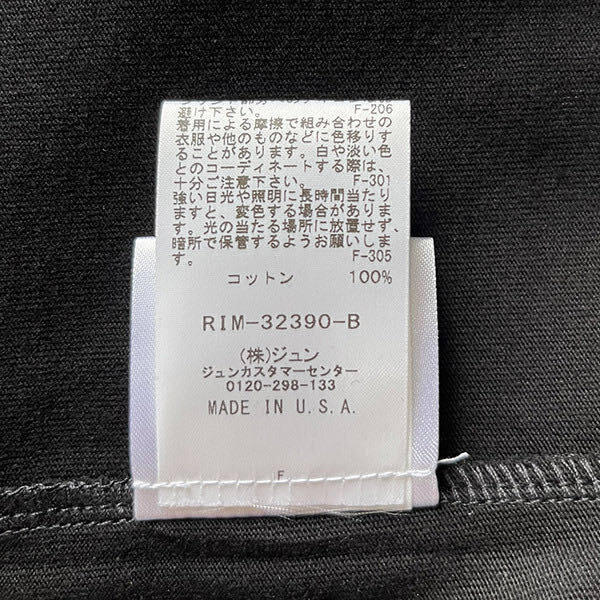 避け下さい。 F-206
着用による摩擦で組み合わせの
衣服や他のものなどに色移りす
ることがあります。白や淡い色
とのコーディネートする際は、
十分ご注意下さい。 F-301
強い日光や照明に長時間当たり
ますと、変色する場合がありま
す。光の当たる場所に放置せず、
暗所で保管するようお願いしま
す。 F-305
コットン 100%
RIM-32390-B
(株)ジュン
ジュンカスタマーセンター
0120-298-133
MADE IN U.S.A.
F